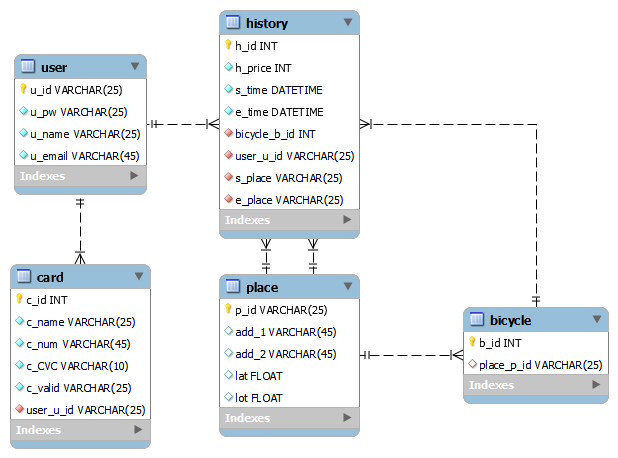 user
u_id VARCHAR(25)
u_pw VARCHAR(25)
u_name VARCHAR(25)
u_email VARCHAR(45)
Indexes
history
h_id INT
h_price INT
s_time DATETIME
e_time DATETIME
bicycle_b_id INT
user_u_id VARCHAR(25)
s_place VARCHAR(25)
e_place VARCHAR(25)
Indexes
card
c_id INT
c_name VARCHAR(25)
c_num VARCHAR(45)
c_CVC VARCHAR(10)
c_valid VARCHAR(25)
user_u_id VARCHAR(25)
Indexes
place
p_id VARCHAR(25)
add_1 VARCHAR(45)
add_2 VARCHAR(45)
lat FLOAT
lot FLOAT
Indexes
bicycle
b_id INT
place_p_id VARCHAR(25)
Indexes